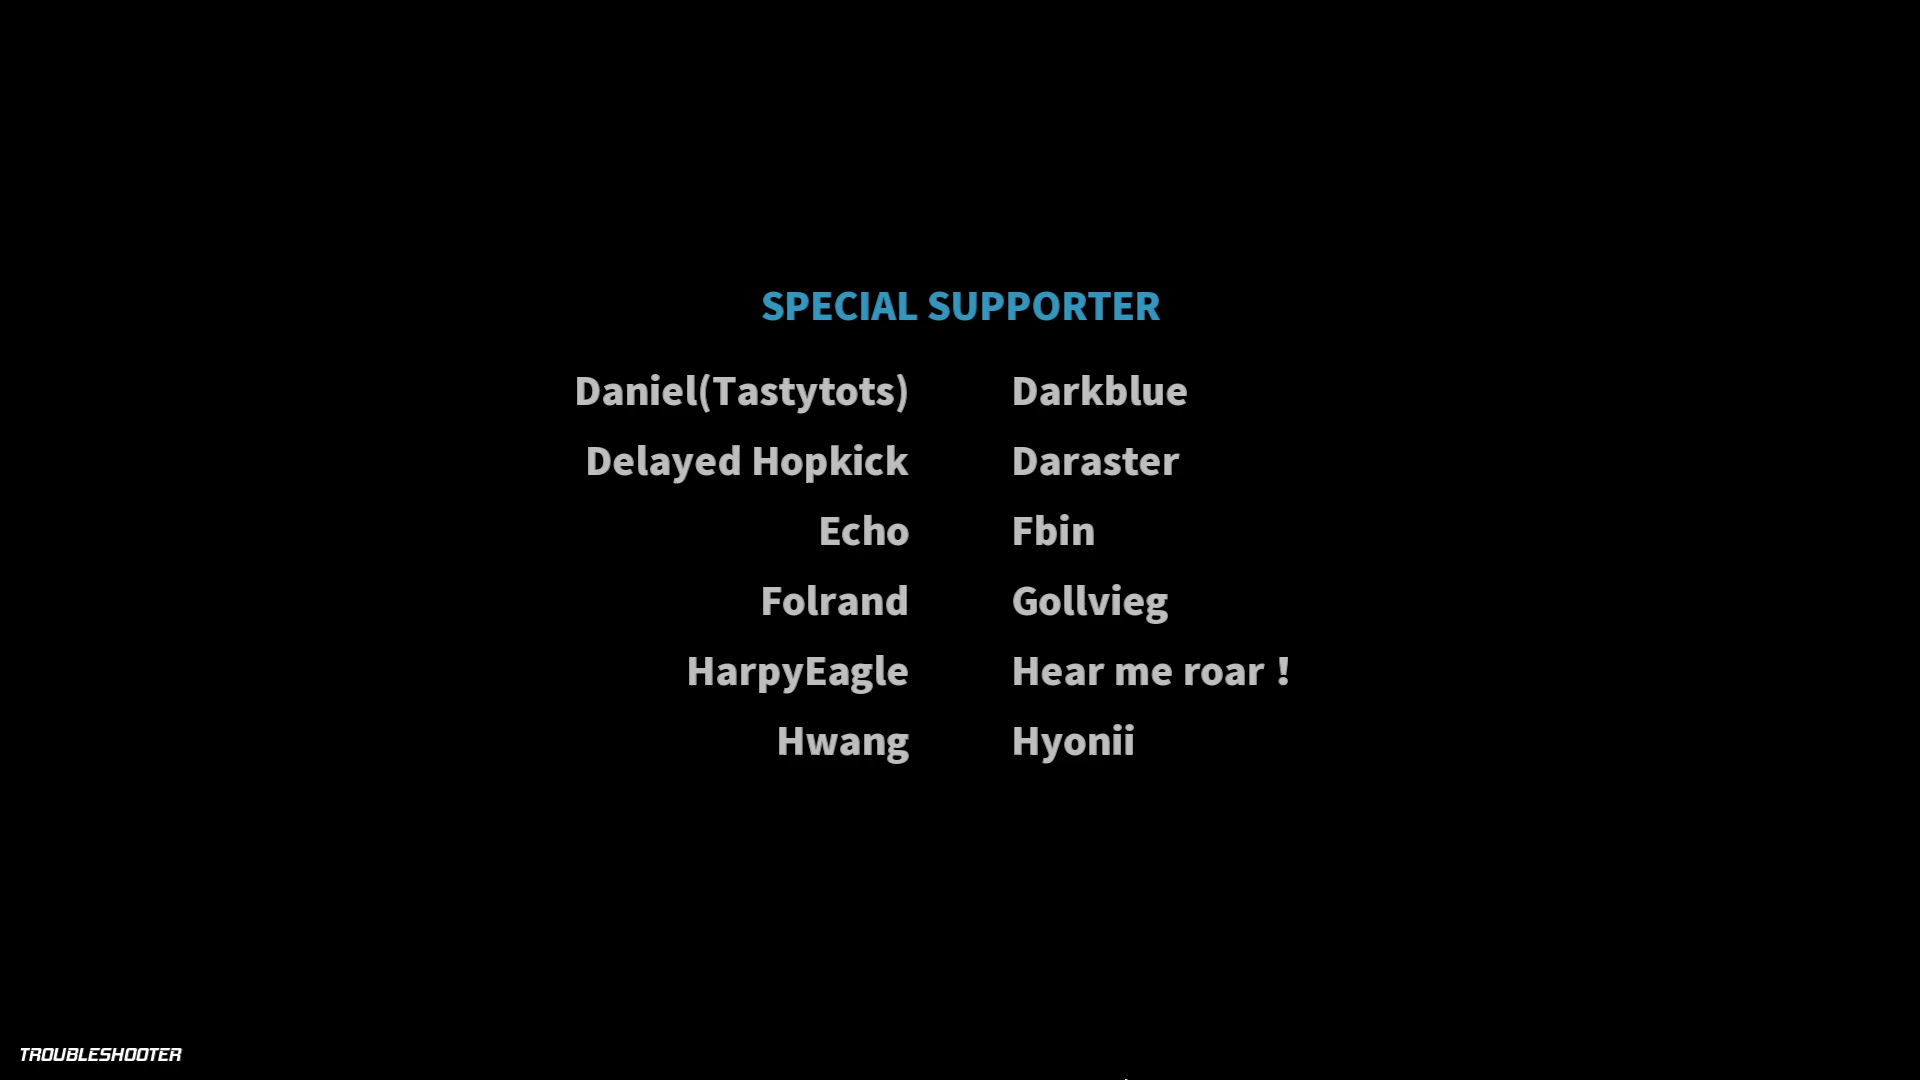 SPECIAL SUPPORTER
Daniel(Tastytots) Darkblue
Delayed Hopkick Daraster
Echo Fbin
Folrand Gollvieg
HarpyEagle Hear me roar !
Hwang Hyonii
TROUBLESHOOTER